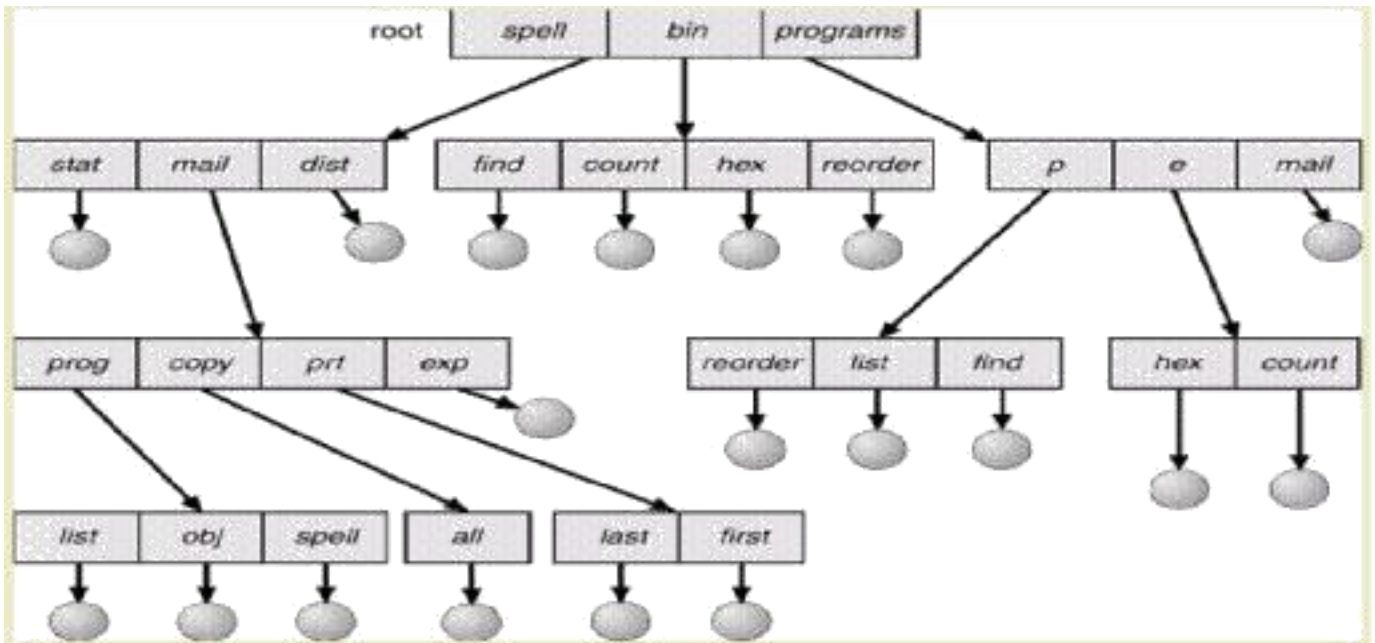 root spell bin programs
stat mail dist find count hex reorder p e mail
prog copy prt exp reorder list find hex count
list obj spell all last first